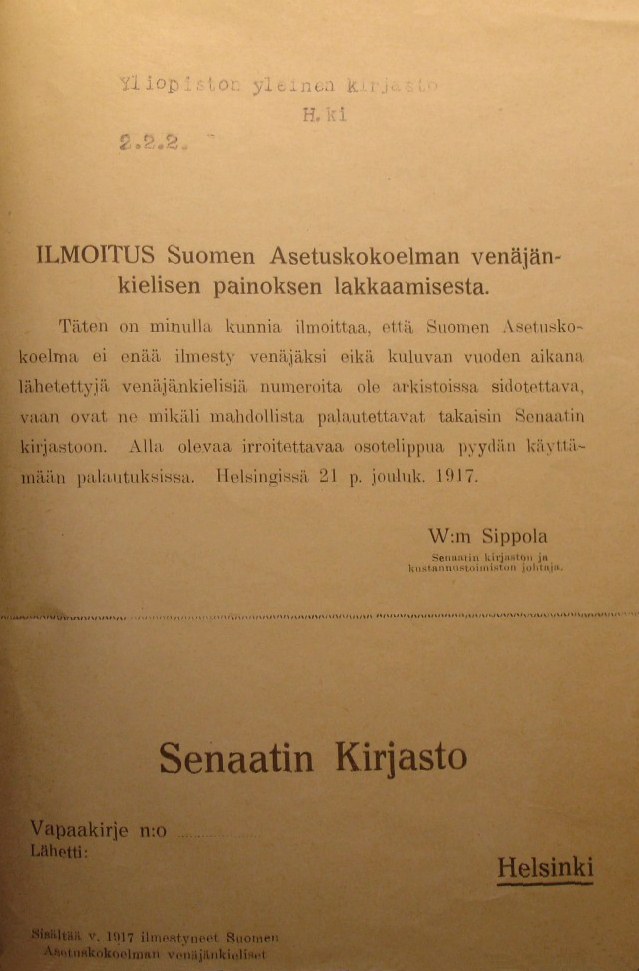 Yliopiston yleinen kirjasto
H.ki
2.2.2.
ILMOITUS Suomen Asetuskokoelman venäjän-
kielisen painoksen lakkaamisesta.
Täten on minulla kunnia ilmoittaa, että Suomen Asetusko-
koelma ei enää ilmesty venäjäksi eikä kuluvan vuoden aikana
lähetettyjä venäjänkielisiä numeroita ole arkistoissa sidotettava,
vaan ovat ne mikäli mahdollista palautettavat takaisin Senaatin
kirjastoon. Alla olevaa irroitettavaa osotelippua pyydän käyttä-
mään palautuksissa. Helsingissä 21 p. jouluk. 1917.
W:m Sippola
Senaatin kirjaston ja
kustannustoimiston johtaja.
Senaatin Kirjasto
Vapaakirje n:o
Lähetti:
Helsinki
Sisältää v. 1917 ilmestyneet Suomen
Asetuskokoelman venäjänkieliset